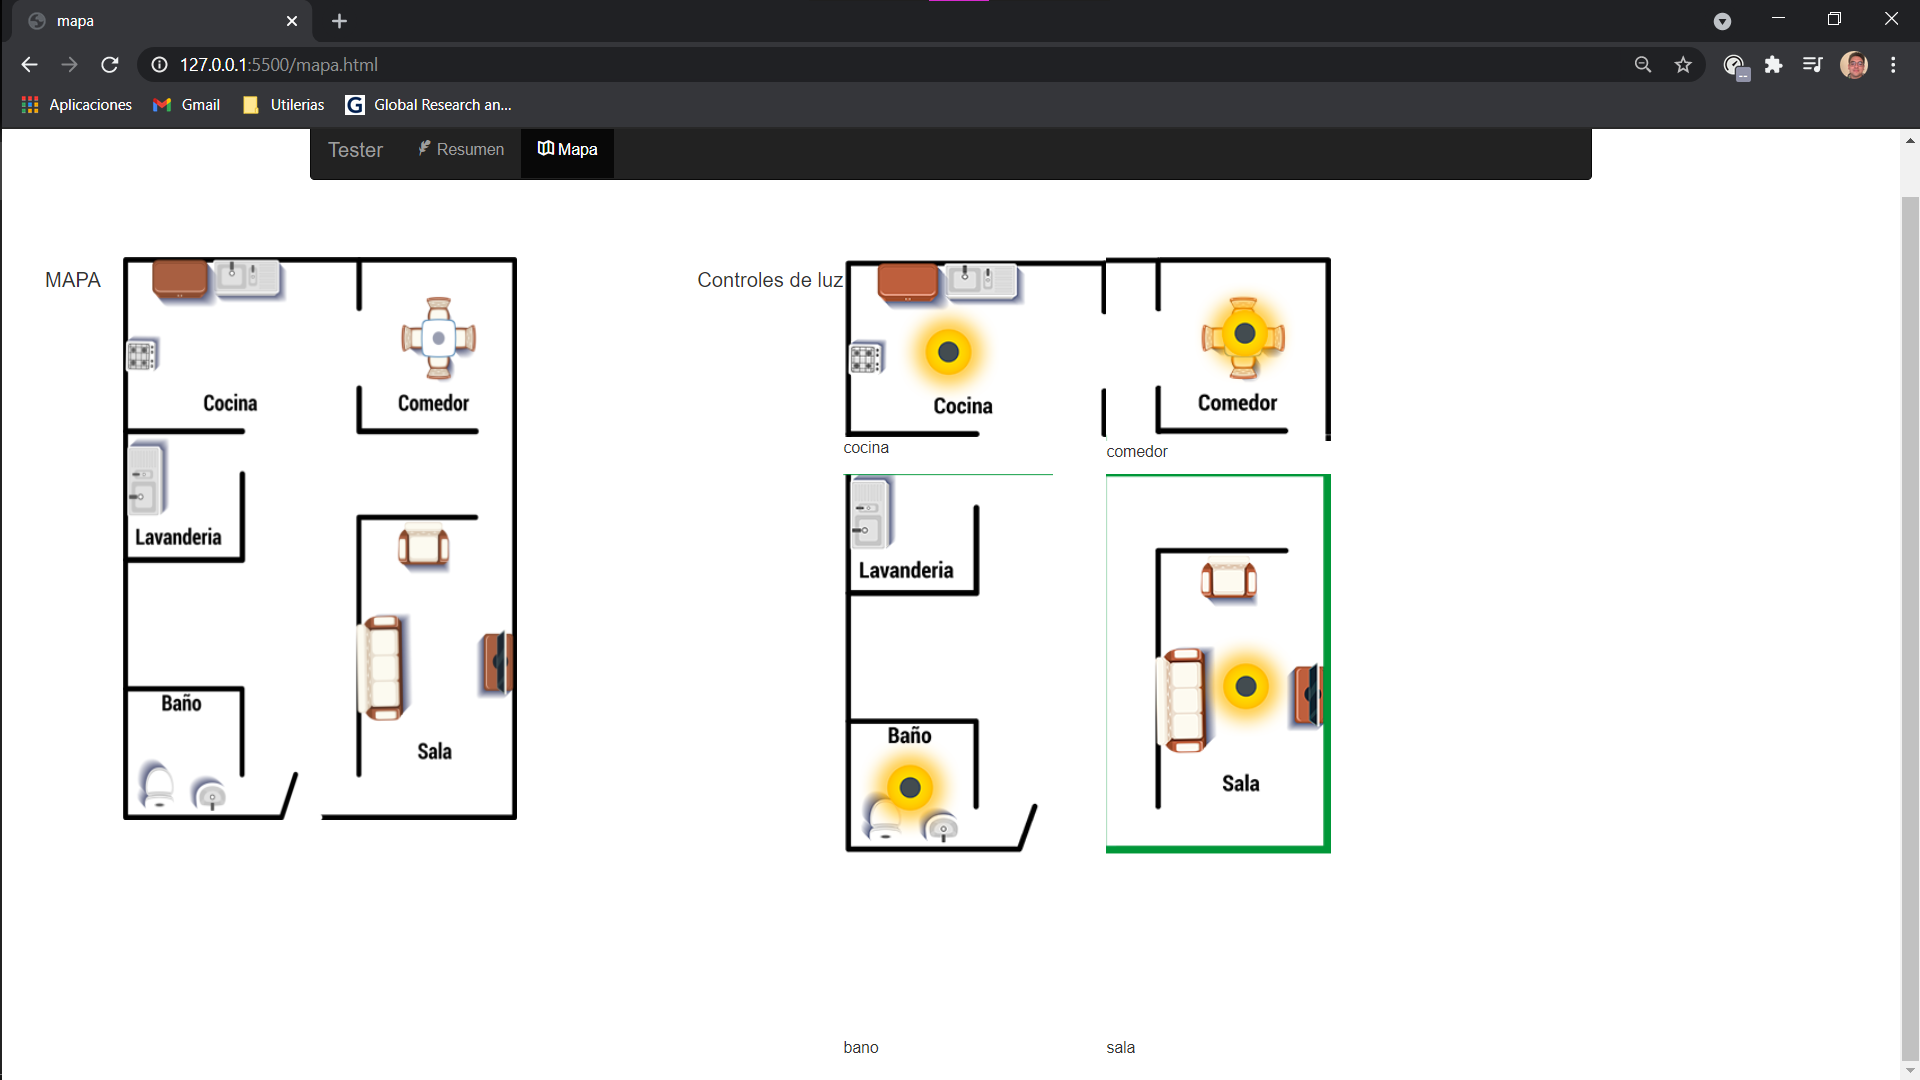 mapa
127.0.0.1:5500/mapa.html
Aplicaciones Gmail Utilerias G Global Research an...
Tester Resumen Mapa
MAPA
Cocina Comedor
Lavanderia
Baño
Sala
Controles de luz
Cocina Comedor
cocina comedor
Lavanderia
Baño
Sala
bano sala